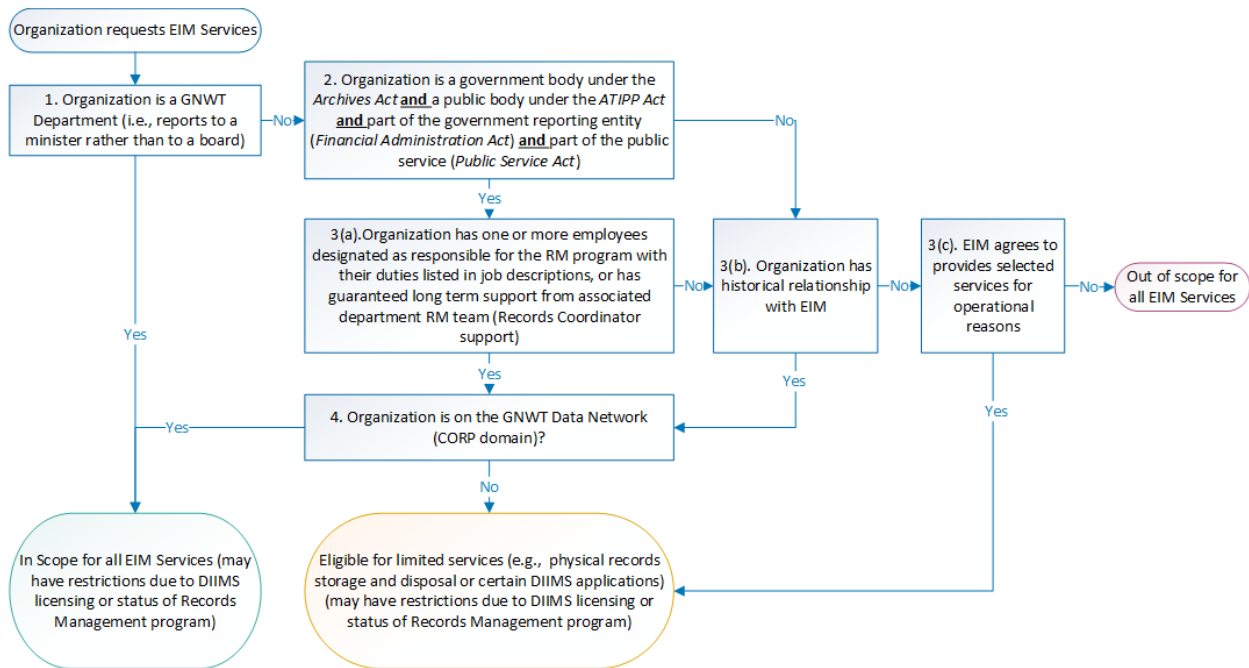 Organization requests EIM Services
1. Organization is a GNWT
Department (i.e., reports to a
minister rather than to a board)
No
2. Organization is a government body under the
Archives Act and a public body under the ATIPP Act
and part of the government reporting entity
(Financial Administration Act) and part of the public
service (Public Service Act)
No
Yes
Yes
3(a).Organization has one or more employees
designated as responsible for the RM program with
their duties listed in job descriptions, or has
guaranteed long term support from associated
department RM team (Records Coordinator
support)
No
3(b). Organization has
historical relationship
with EIM
No
3(c). EIM agrees to
provides selected
services for
operational
reasons
No
Out of scope for
all EIM Services
Yes
Yes
Yes
4. Organization is on the GNWT Data Network
(CORP domain)?
Yes
No
In Scope for all EIM Services (may
have restrictions due to DIIMS
licensing or status of Records
Management program)
Eligible for limited services (e.g., physical records
storage and disposal or certain DIIMS applications)
(may have restrictions due to DIIMS licensing or
status of Records Management program)